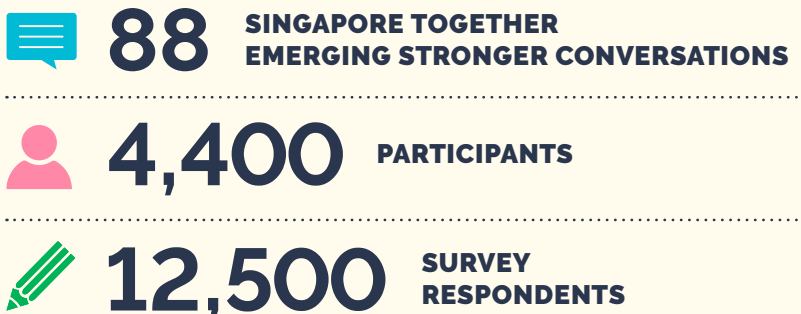 88
SINGAPORE TOGETHER
EMERGING STRONGER CONVERSATIONS
4,400
PARTICIPANTS
12,500
SURVEY
RESPONDENTS